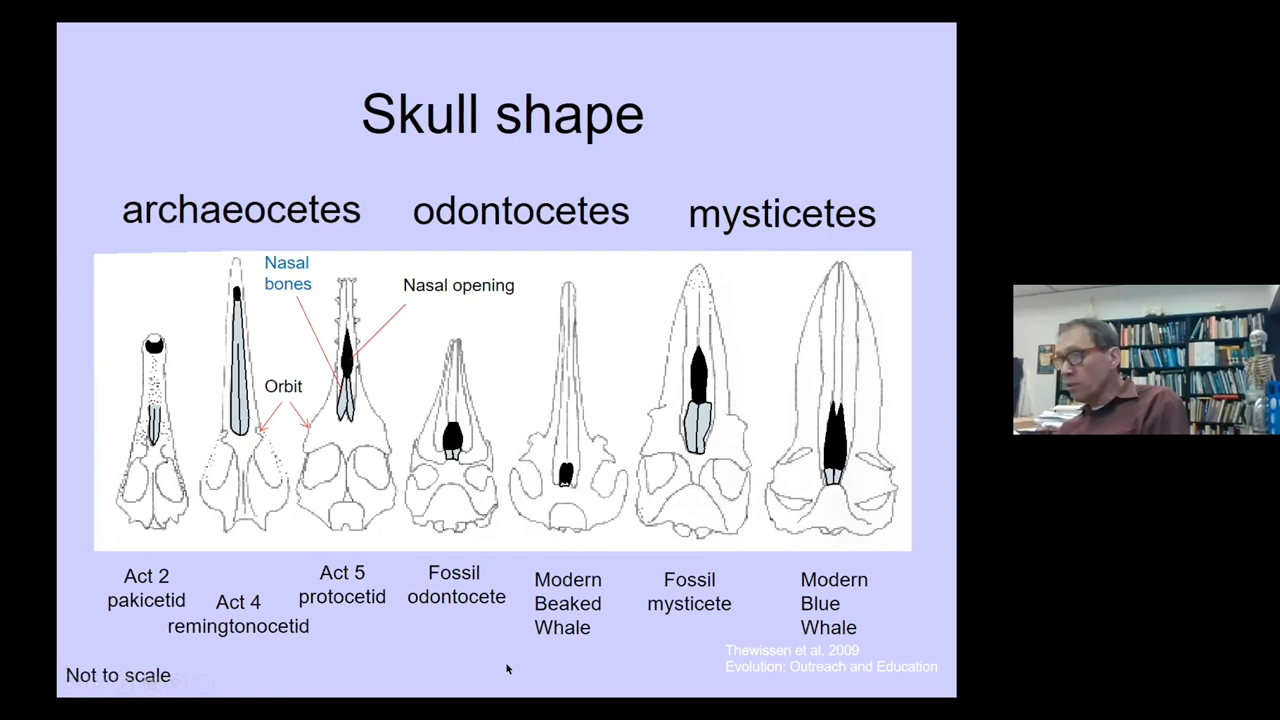 Skull shape
archaeocetes
odontocetes
mysticetes
Nasal
bones
Nasal opening
Orbit
Act 2
pakicetid
Act 4
remingtonocetid
Act 5
protocetid
Fossil
odontocete
Modern
Beaked
Whale
Fossil
mysticete
Modern
Blue
Whale
Thewissen et al. 2009
Evolution: Outreach and Education
Not to scale